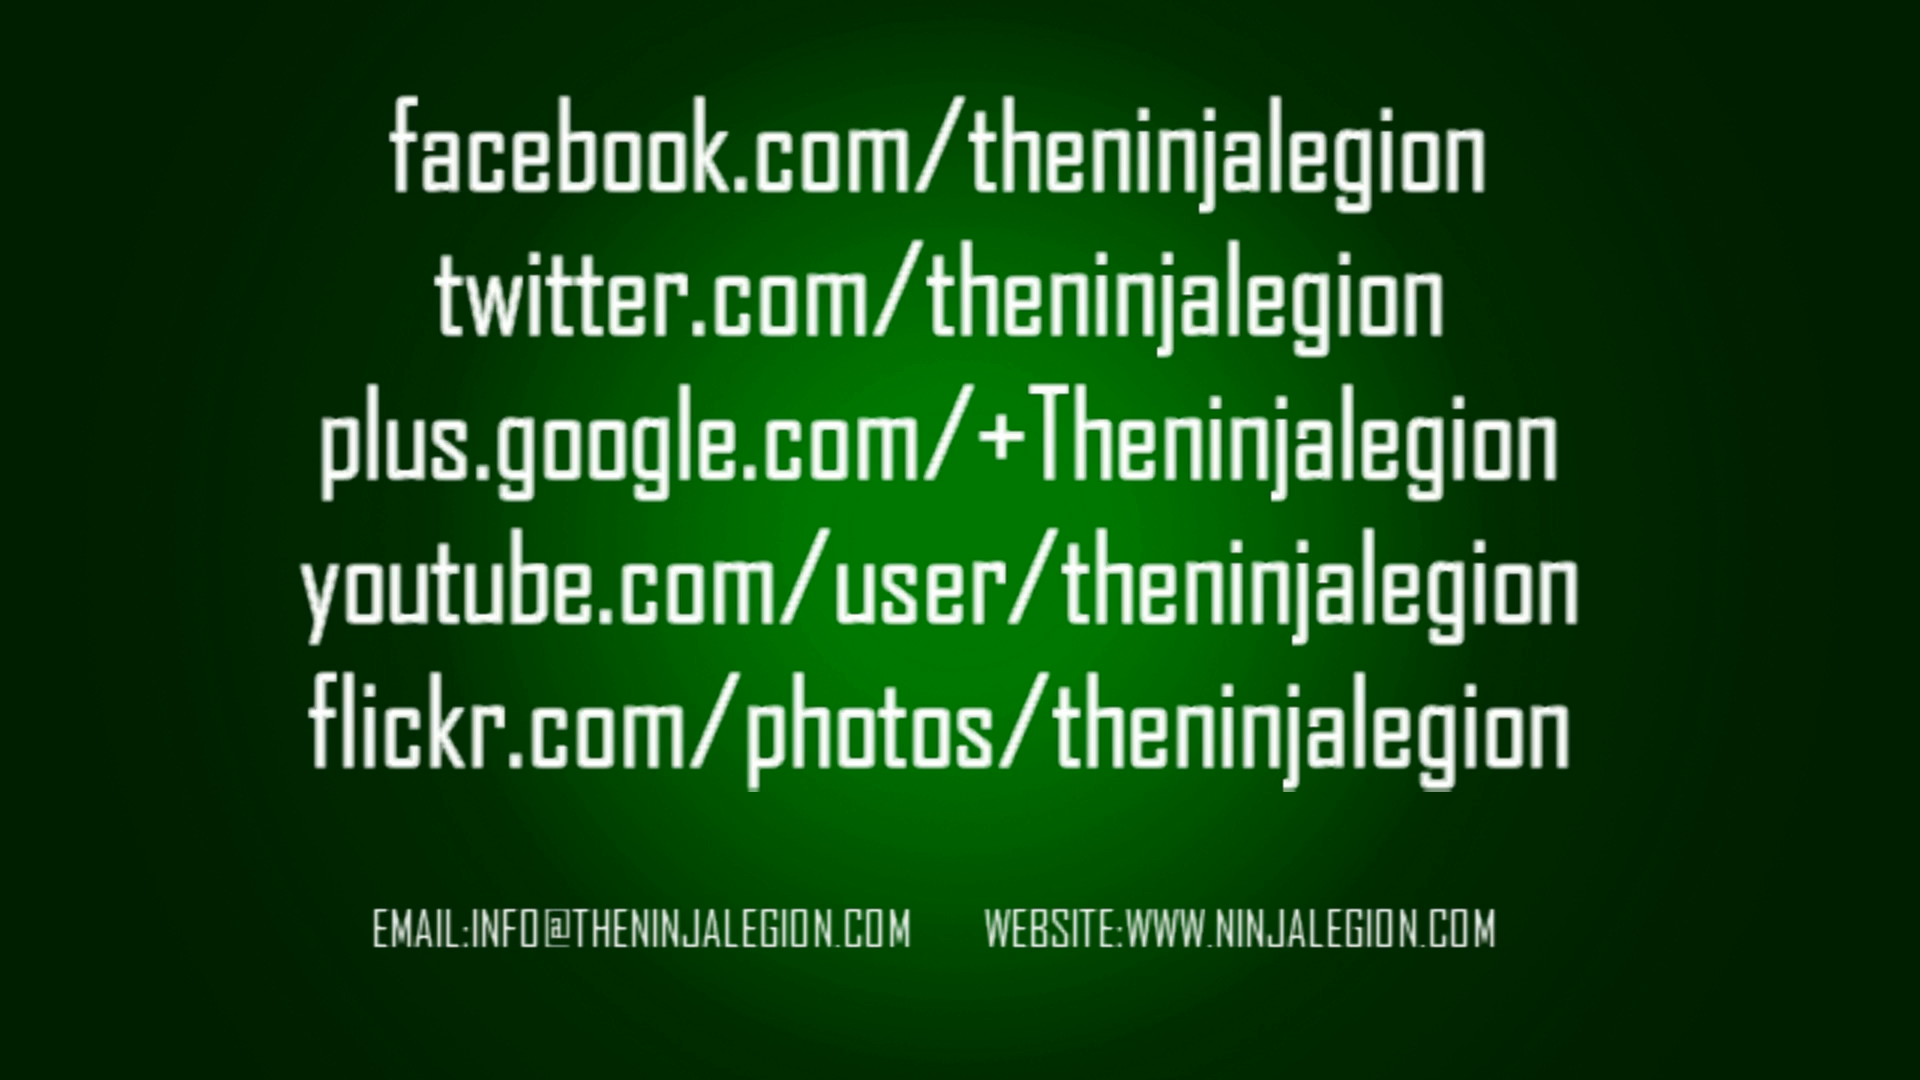 facebook.com/theninjalegion
twitter.com/theninjalegion
plus.google.com/+Theninjalegion
youtube.com/user/theninjalegion
flickr.com/photos/theninjalegion
EMAIL:INFO@THENINJALEGION.COM WEBSITE:WWW.NINJALEGION.COM